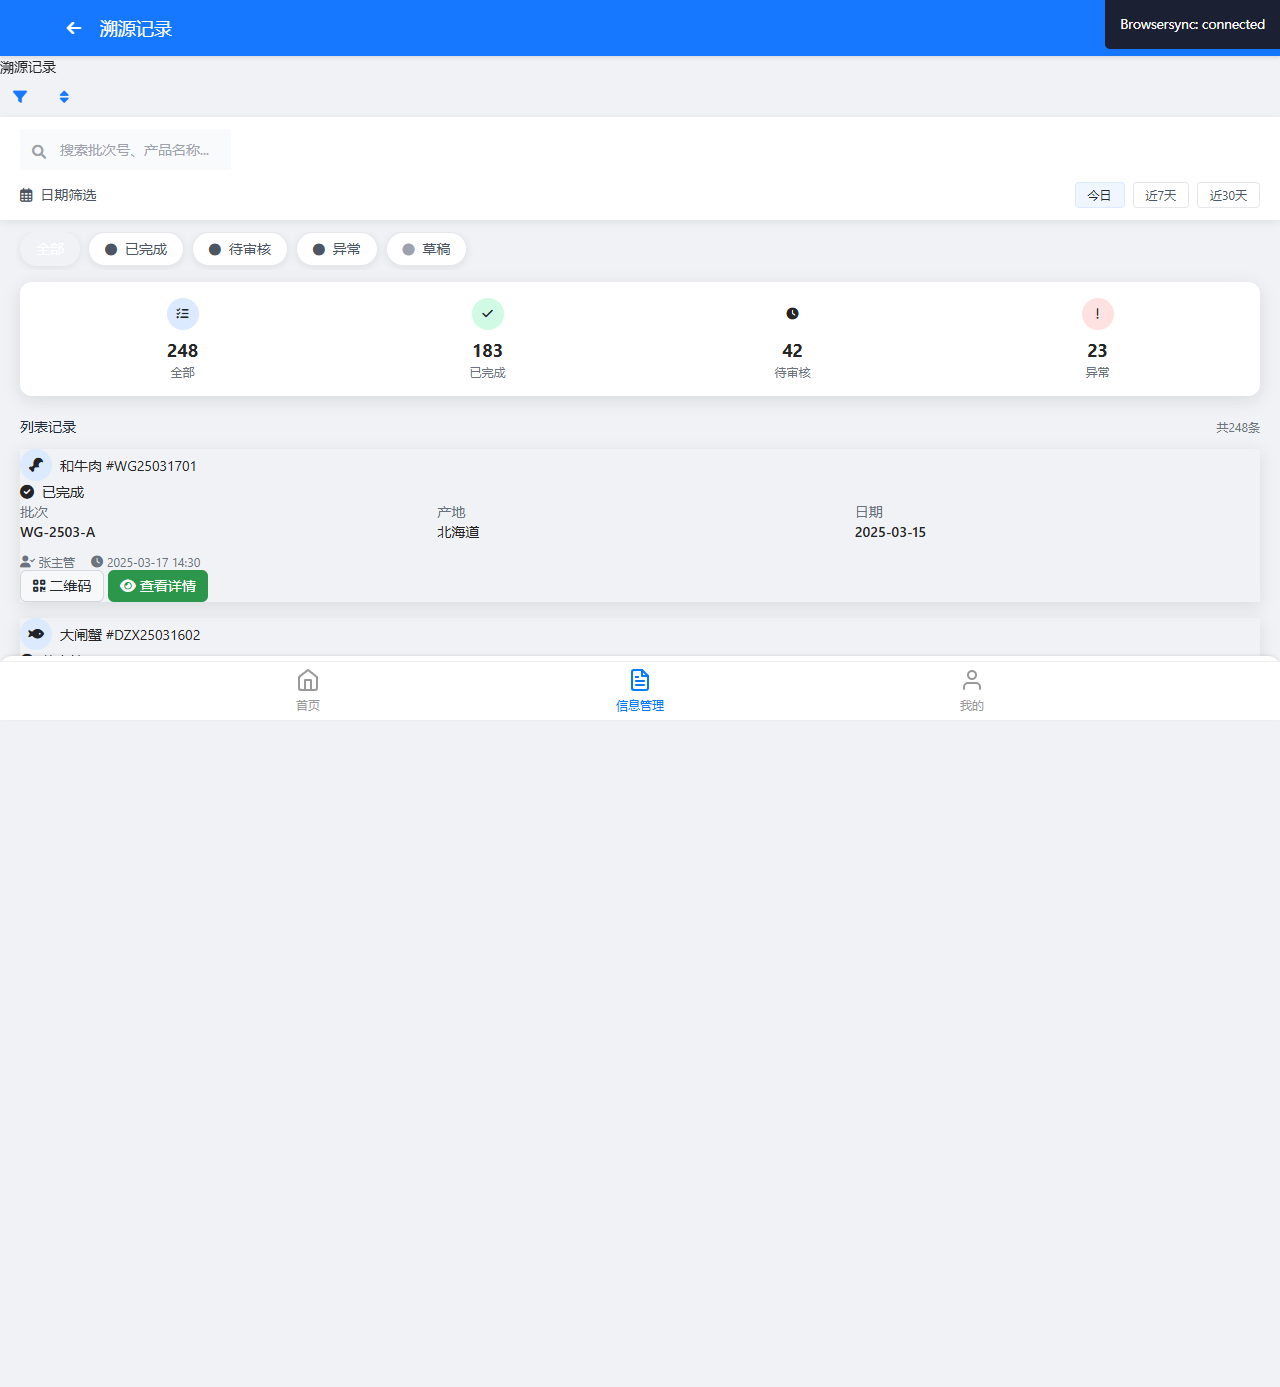 溯源记录
Browsersync: connected
溯源记录
搜索批次号、产品名称...
日期筛选
今日
近7天
近30天
全部
已完成
待审核
异常
草稿
248
183
42
23
全部
已完成
待审核
异常
列表记录
共248条
和牛肉 #WG25031701
已完成
批次
产地
日期
WG-2503-A
北海道
2025-03-15
张主管
2025-03-17 14:30
二维码
查看详情
大闸蟹 #DZX25031602
首页
信息管理
我的